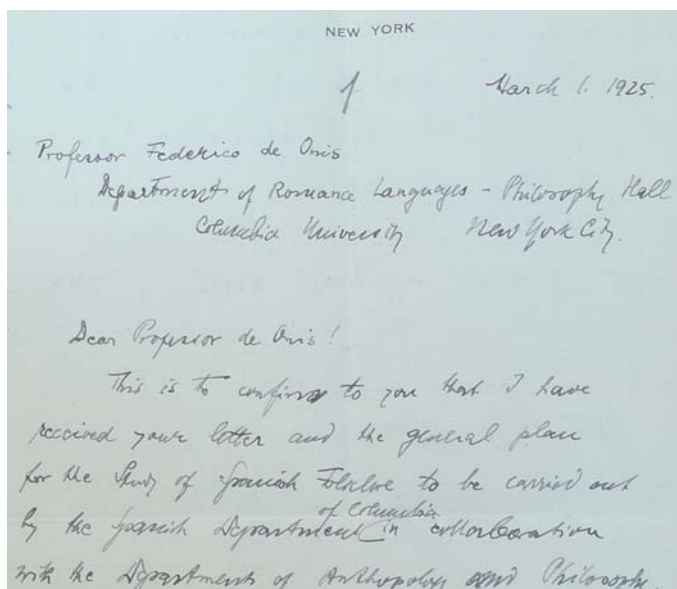 NEW YORK
1
March 1. 1925.
Professor Federico de Onis
Department of Romance Languages - Philosophy Hall
Columbia University New York City.
Dear Professor de Onis!
This is to confirm to you that I have
received your letter and the general plan
for the Study of Spanish Folklore to be carried out
of Columbia
by the Spanish Department in collaboration
with the Departments of Anthropology and Philosophy.